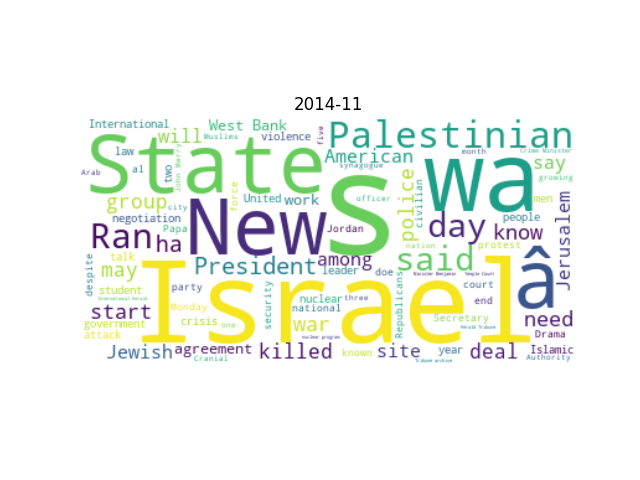 2014-11
International
will
West Bank
violence
five
Palestinian
Muslims
law
al
two
John Kerry
State
s
American
synagogue
wa
Crime Minister
month
say
growing
Arab
group
city
force
United
work
officer
police
civilian
men
Jerusalem
negotiation
Papa
New
Jordan
day
know
people
nation
protest
Ran
ha
among
said
â
despite
talk
may
President
leader
doe
Minister Benjamin
Temple Count
court
student
International Herald
party
Israel
nuclear
three
national
Republicans
end
need
start
Monday
security
war
Secretary
Herald Tribune
government
crisis
one
attack
nuclear program
Drama
Jewish
agreement
killed
known
site
year
deal
Islamic
Cranial
Tribune archive
Authority